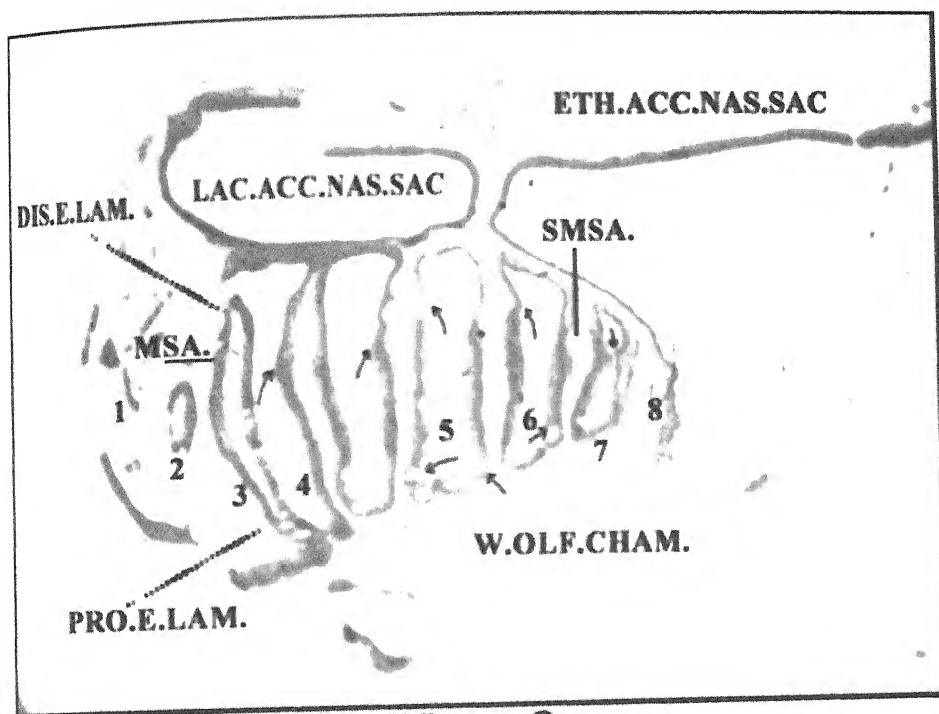 ETH.ACC.NAS.SAC
LAC.ACC.NAS.SAC
DIS.E.LAM.
SMSA.
MSA.
1
2
3
4
5
6
7
8
W.OLF.CHAM.
PRO.E.LAM.